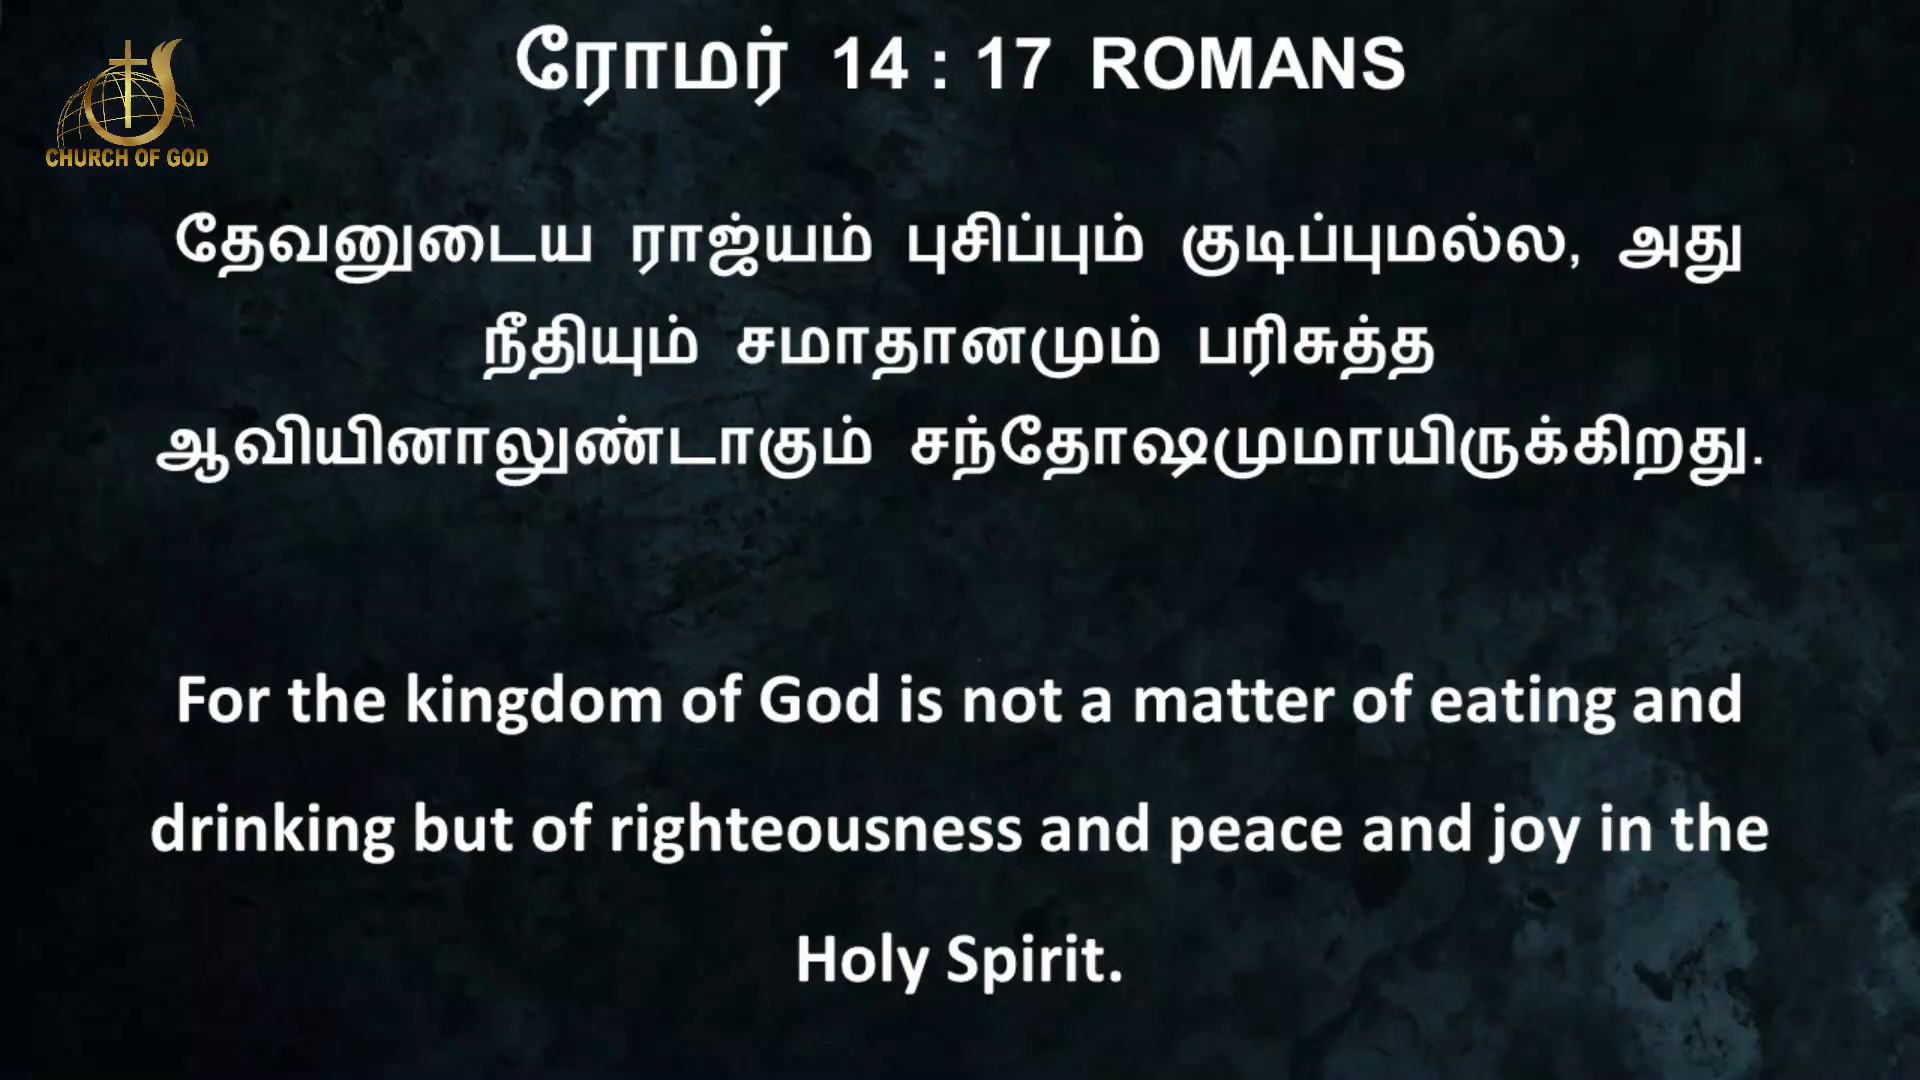 ரோமர் 14 : 17 ROMANS
CHURCH OF GOD
தேவனுடைய ராஜ்யம் புசிப்பும் குடிப்புமல்ல, அது
நீதியும் சமாதானமும் பரிசுத்த
ஆவியினாலுண்டாகும் சந்தோஷமுமாயிருக்கிறது.
For the kingdom of God is not a matter of eating and
drinking but of righteousness and peace and joy in the
Holy Spirit.